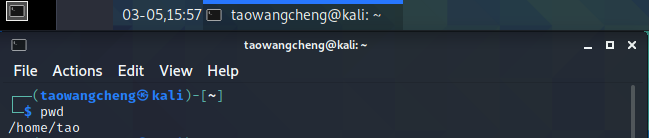 03-05,15:57 taowangcheng@kali: ~
taowangcheng@kali: ~
File Actions Edit View Help
┌──(taowangcheng㉿kali)-[~]
└─$ pwd
/home/tao